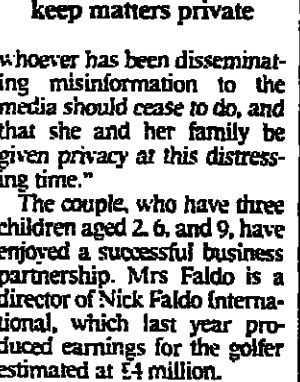 keep matters private
whoever has been disseminat-
ing misinformation to the
media should cease to do, and
that she and her family be
given privacy at this distress-
ing time."
The couple, who have three
children aged 2. 6, and 9, have
enjoyed a successful business
partnership. Mrs Faldo is a
director of Nick Faldo Interna-
tional, which last year pro-
duced earnings for the golfer
estimated at £4 million.